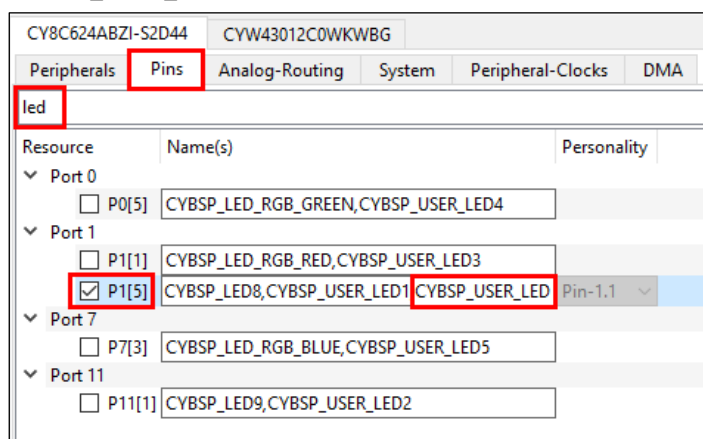 CY8C624ABZI-S2D44 CYW43012C0WKWBG
Peripherals Pins Analog-Routing System Peripheral-Clocks DMA
led
Resource Name(s) Personality
Port 0
P0[5] CYBSP_LED_RGB_GREEN,CYBSP_USER_LED4
Port 1
P1[1] CYBSP_LED_RGB_RED,CYBSP_USER_LED3
P1[5] CYBSP_LED8,CYBSP_USER_LED1,CYBSP_USER_LED Pin-1.1
Port 7
P7[3] CYBSP_LED_RGB_BLUE,CYBSP_USER_LED5
Port 11
P11[1] CYBSP_LED9,CYBSP_USER_LED2